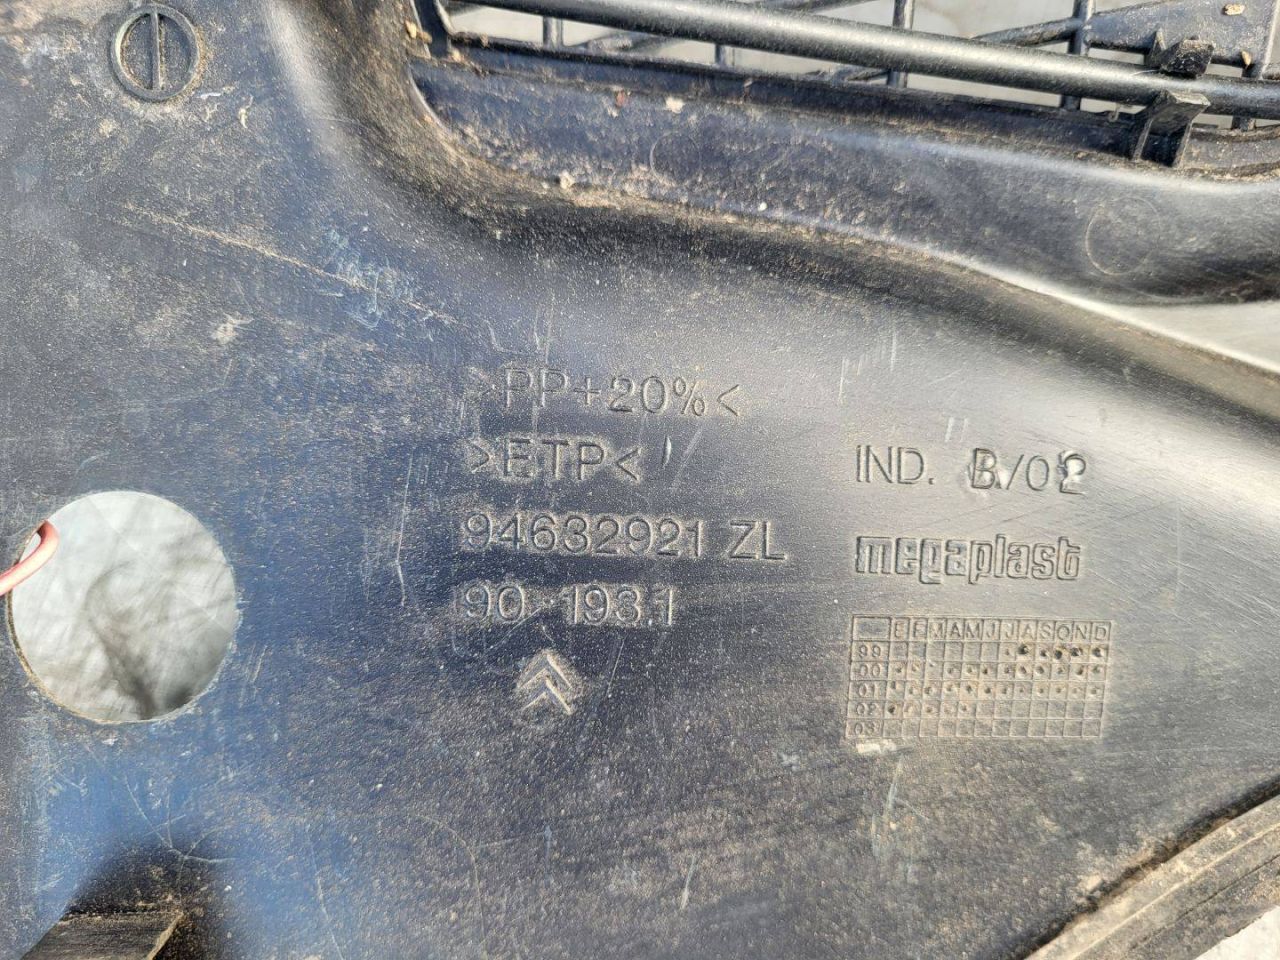 >PP+20%<
>ETP<
94632921 ZL
90 193.1
IND. B./02
megaplast
E F M A M J J A S O N D
99
00
01
02
03